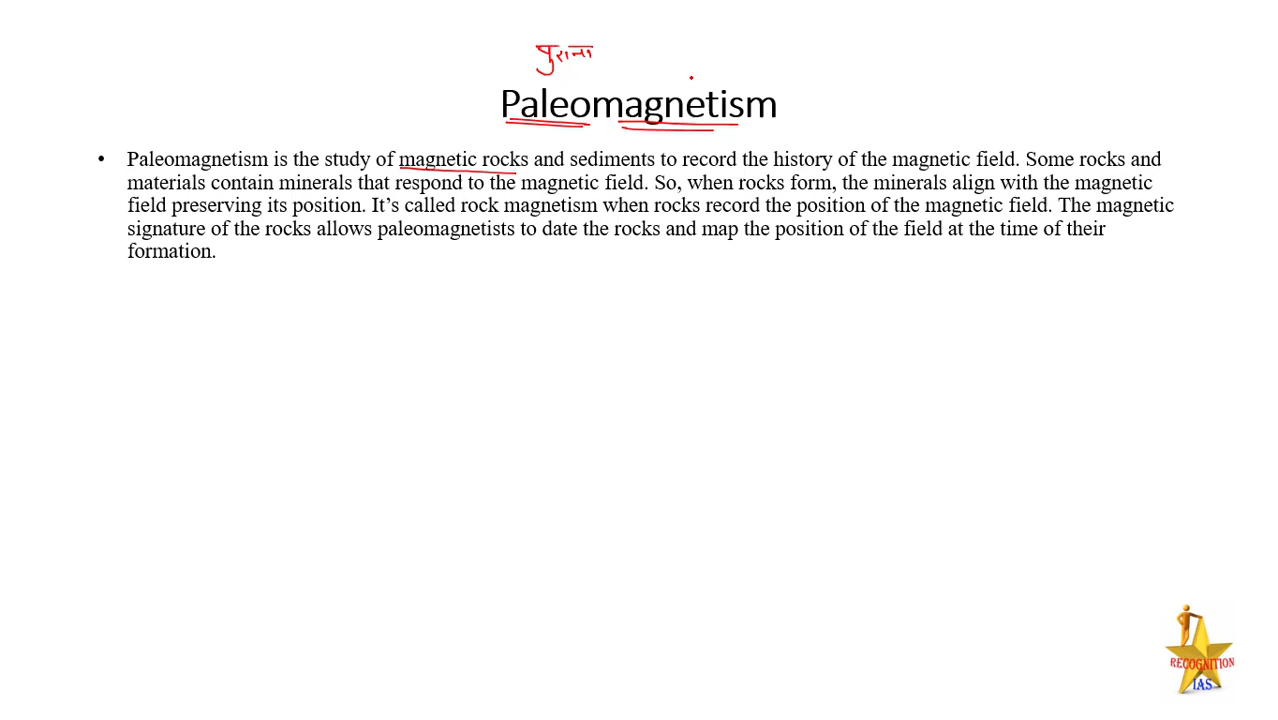 पुराना
Paleomagnetism
• Paleomagnetism is the study of magnetic rocks and sediments to record the history of the magnetic field. Some rocks and
materials contain minerals that respond to the magnetic field. So, when rocks form, the minerals align with the magnetic
field preserving its position. It’s called rock magnetism when rocks record the position of the magnetic field. The magnetic
signature of the rocks allows paleomagnetists to date the rocks and map the position of the field at the time of their
formation.
RECOGNITION
IAS